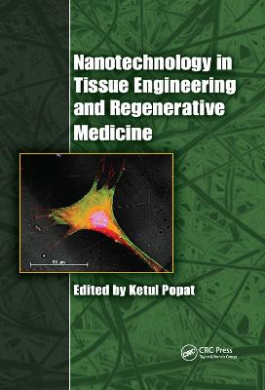 Nanotechnology in
Tissue Engineering
and Regenerative
Medicine
Edited by Ketul Popat
CRC Press
Taylor & Francis Group